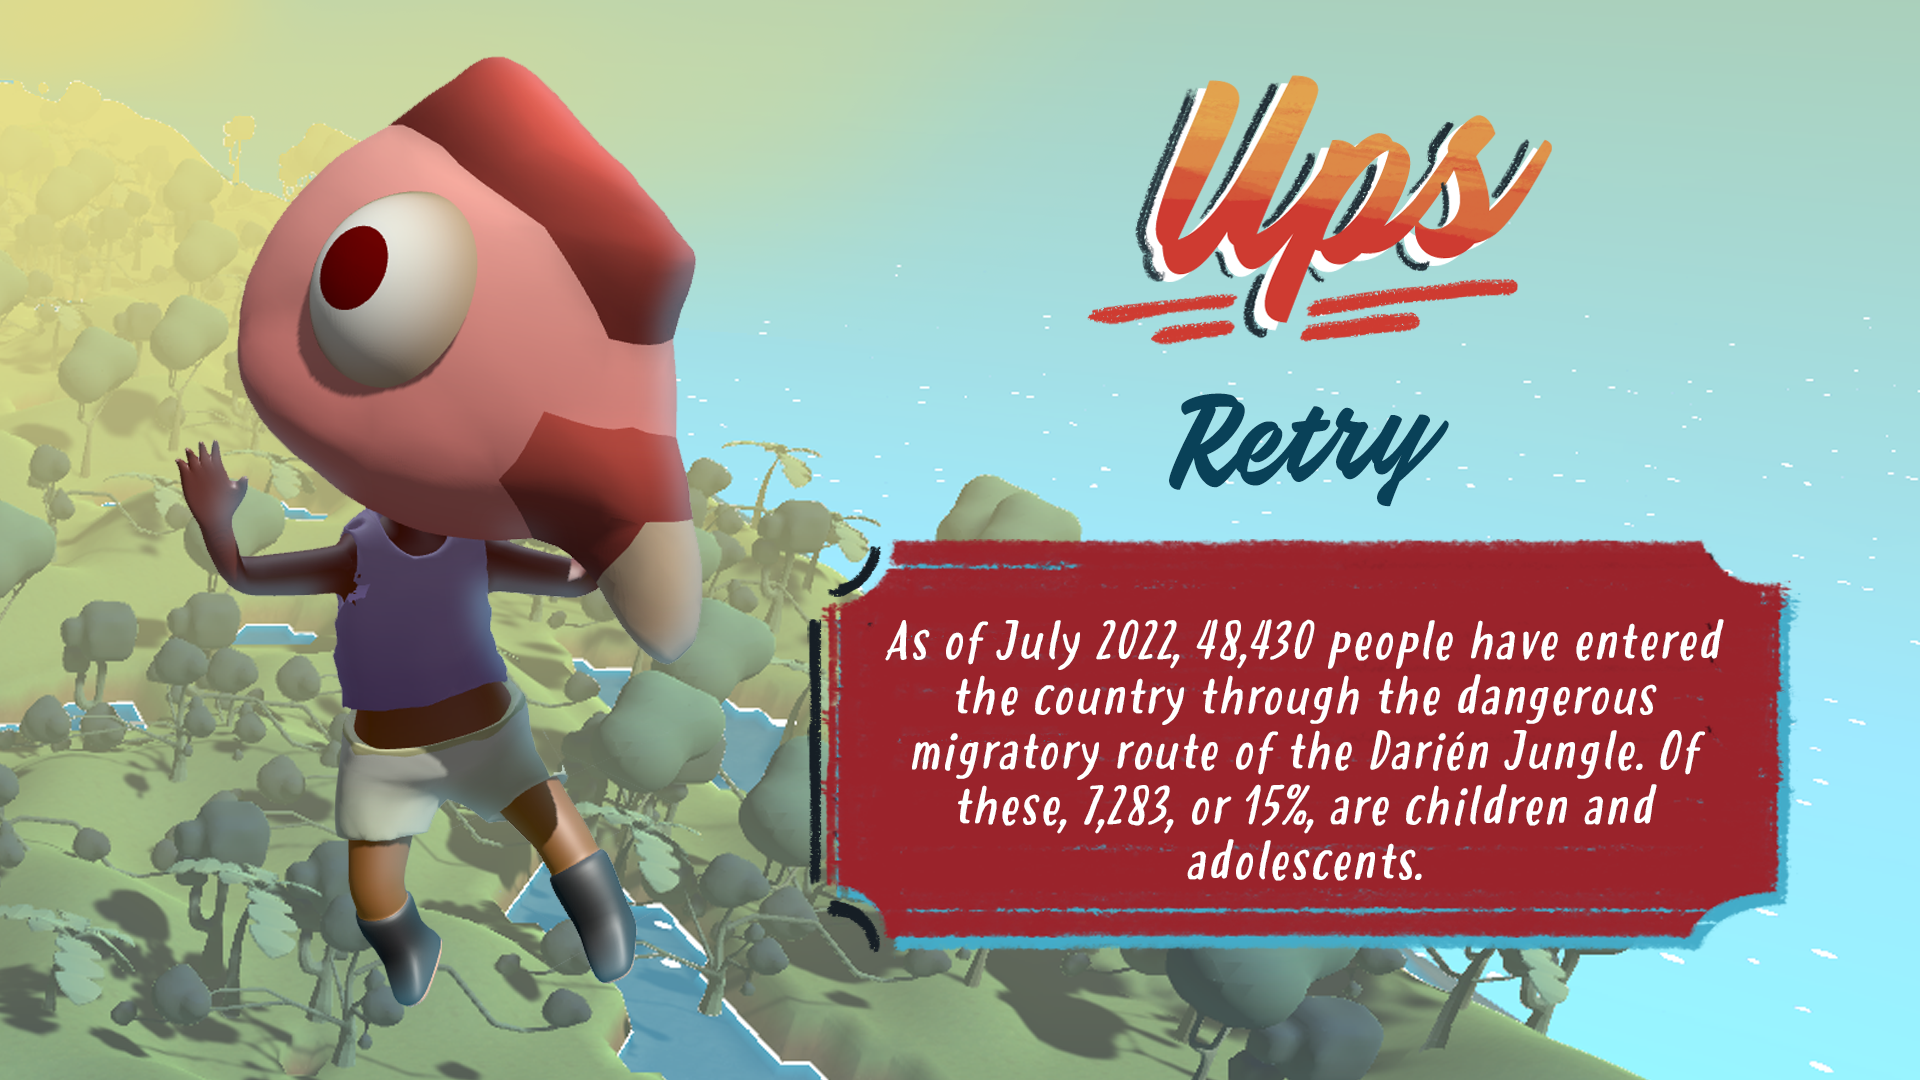 Ups
Retry
As of July 2022, 48,430 people have entered
the country through the dangerous
migratory route of the Darién Jungle. Of
these, 7,283, or 15%, are children and
adolescents.